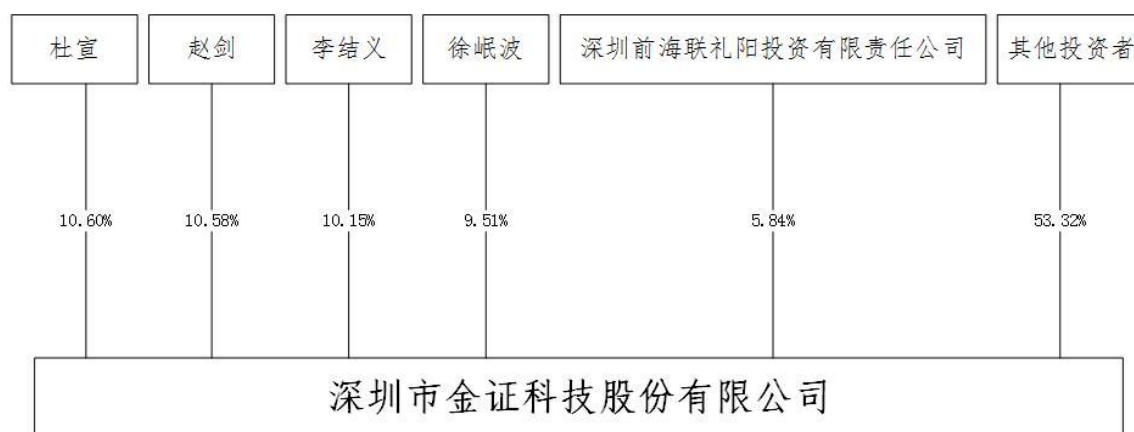 杜宣 赵剑 李结义 徐岷波 深圳前海联礼阳投资有限责任公司 其他投资者
10.60% 10.58% 10.15% 9.51% 5.84% 53.32%
深圳市金证科技股份有限公司